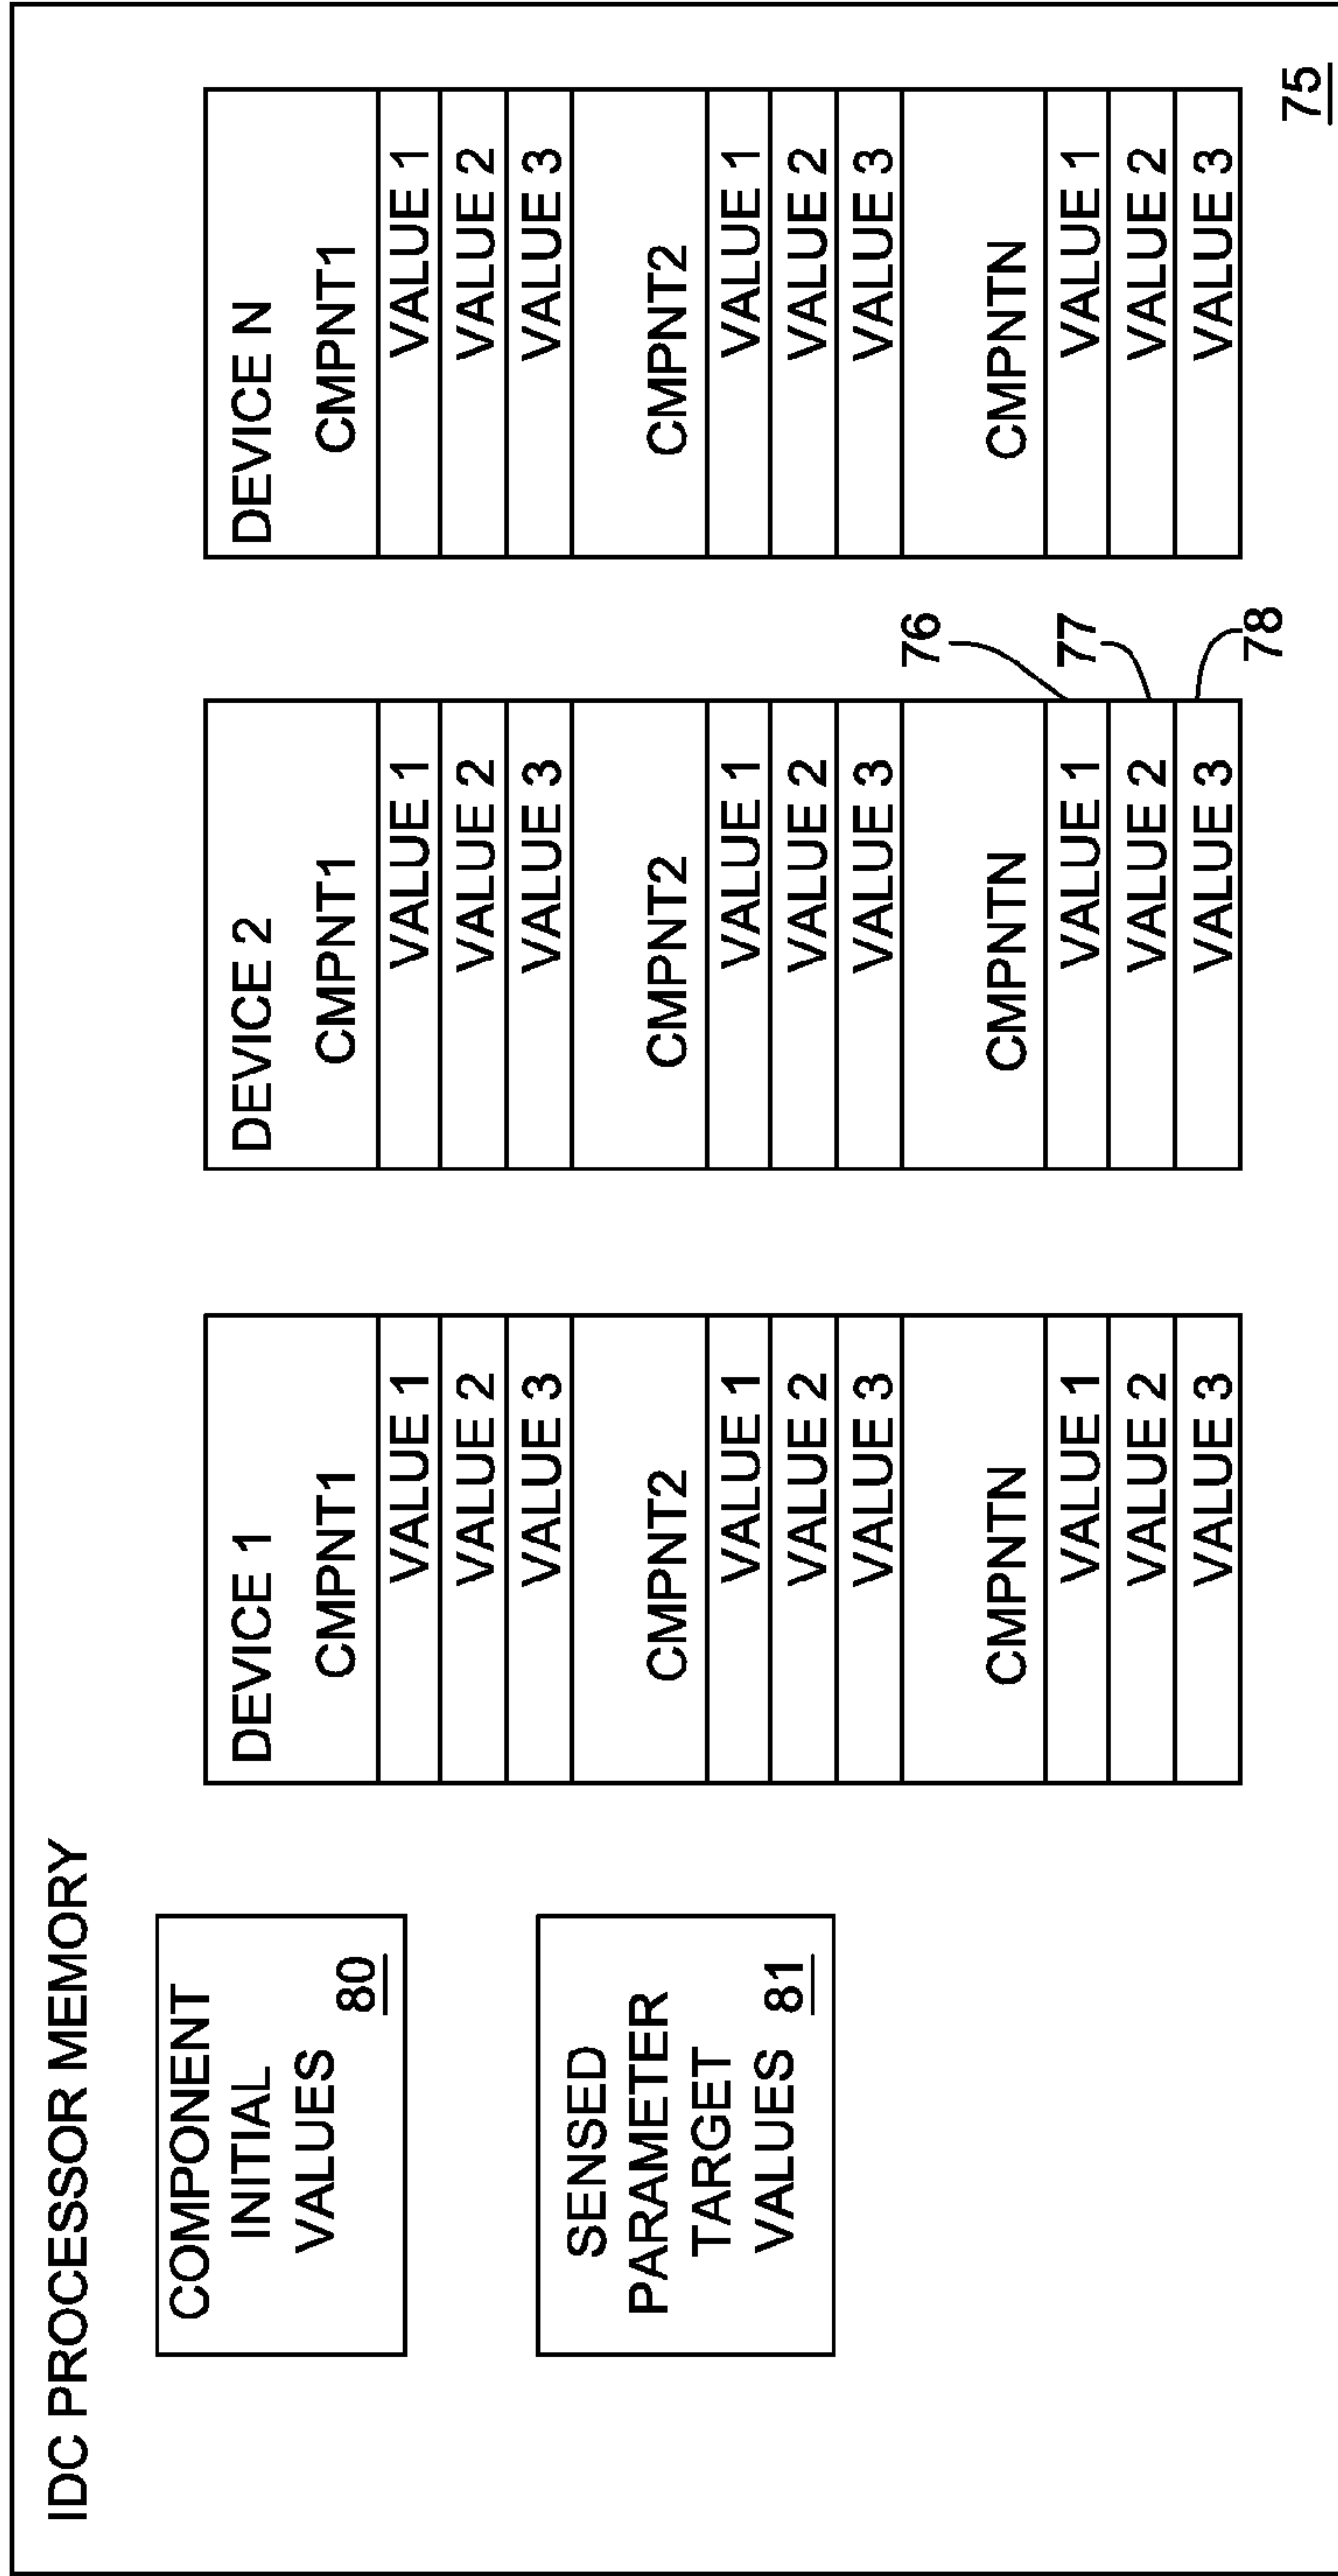 IDC PROCESSOR MEMORY
COMPONENT
INITIAL
VALUES
80
SENSED
PARAMETER
TARGET
VALUES
81
DEVICE 1
CMPNT1
VALUE 1
VALUE 2
VALUE 3
CMPNT2
VALUE 1
VALUE 2
VALUE 3
CMPNTN
VALUE 1
VALUE 2
VALUE 3
DEVICE 2
CMPNT1
VALUE 1
VALUE 2
VALUE 3
CMPNT2
VALUE 1
VALUE 2
VALUE 3
CMPNTN
VALUE 1
VALUE 2
VALUE 3
76
77
78
DEVICE N
CMPNT1
VALUE 1
VALUE 2
VALUE 3
CMPNT2
VALUE 1
VALUE 2
VALUE 3
CMPNTN
VALUE 1
VALUE 2
VALUE 3
75